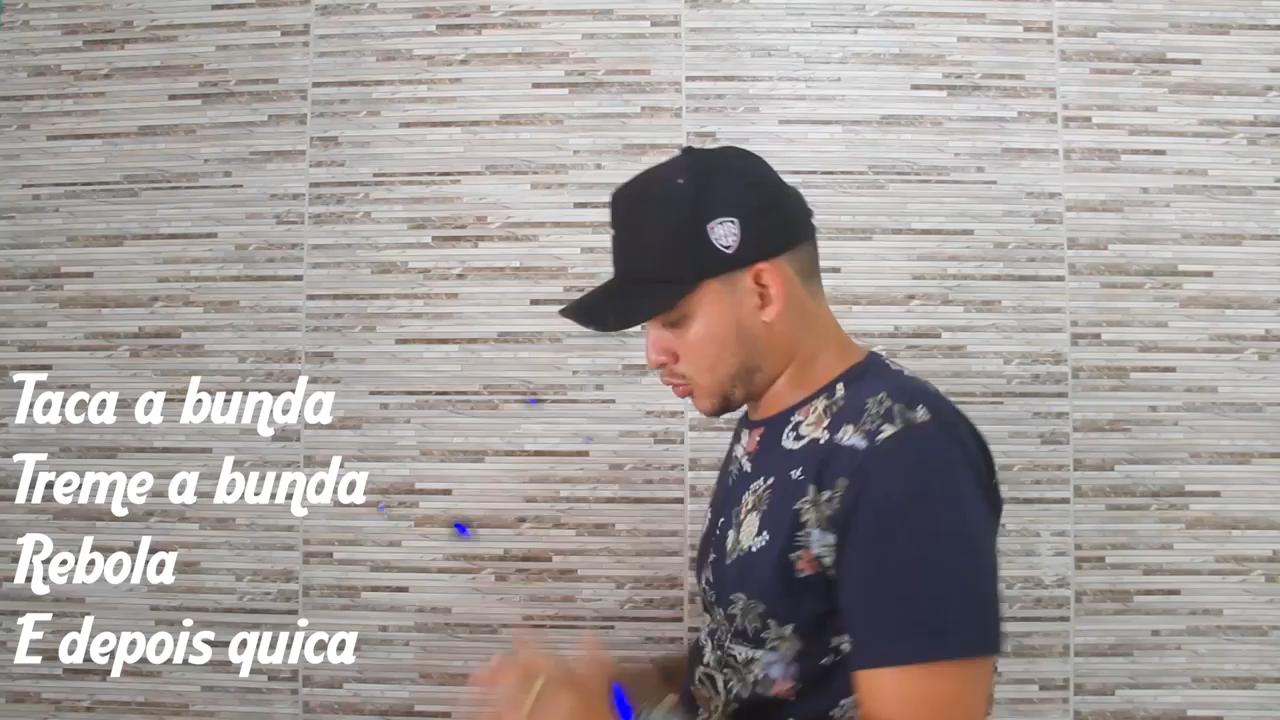 Taca a bunda
Treme a bunda
Rebola
E depois quica